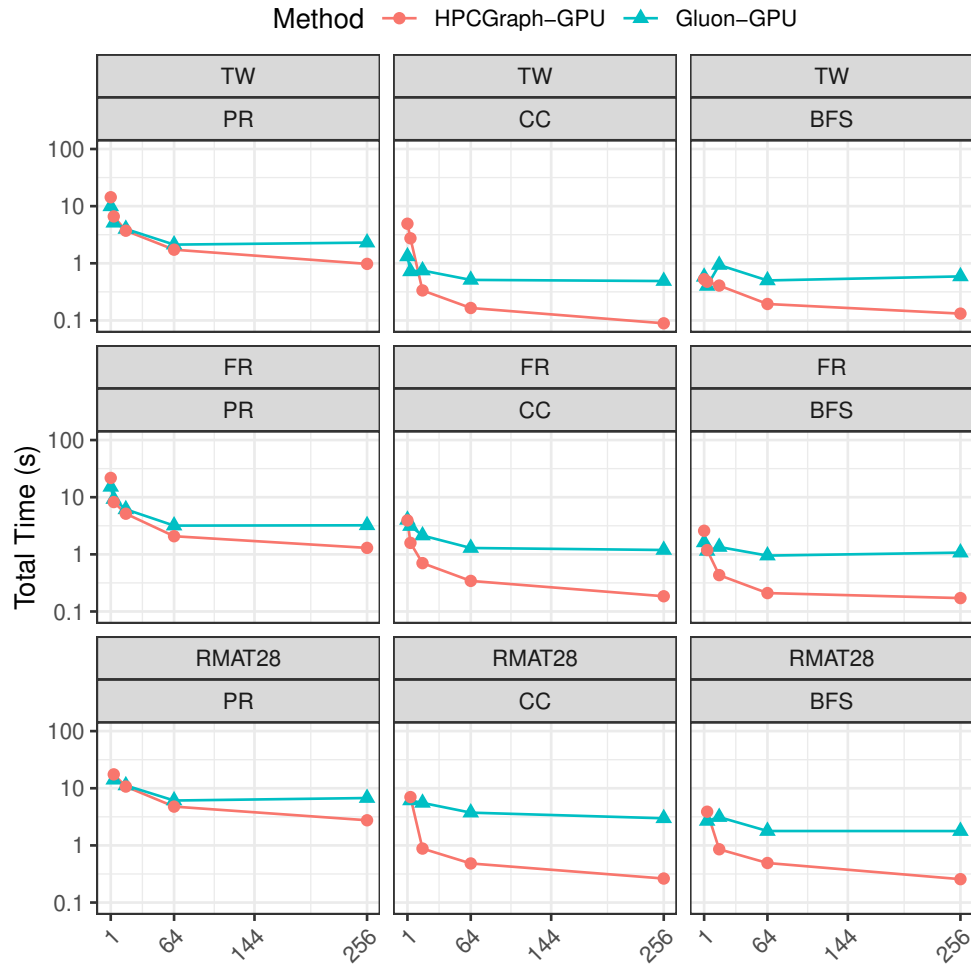 Method HPCGraph−GPU Gluon−GPU
TW TW TW
PR CC BFS
100
10
1
0.1
FR FR FR
PR CC BFS
100
10
1
0.1
Total Time (s)
RMAT28 RMAT28 RMAT28
PR CC BFS
100
10
1
0.1
1 64 144 256 1 64 144 256 1 64 144 256